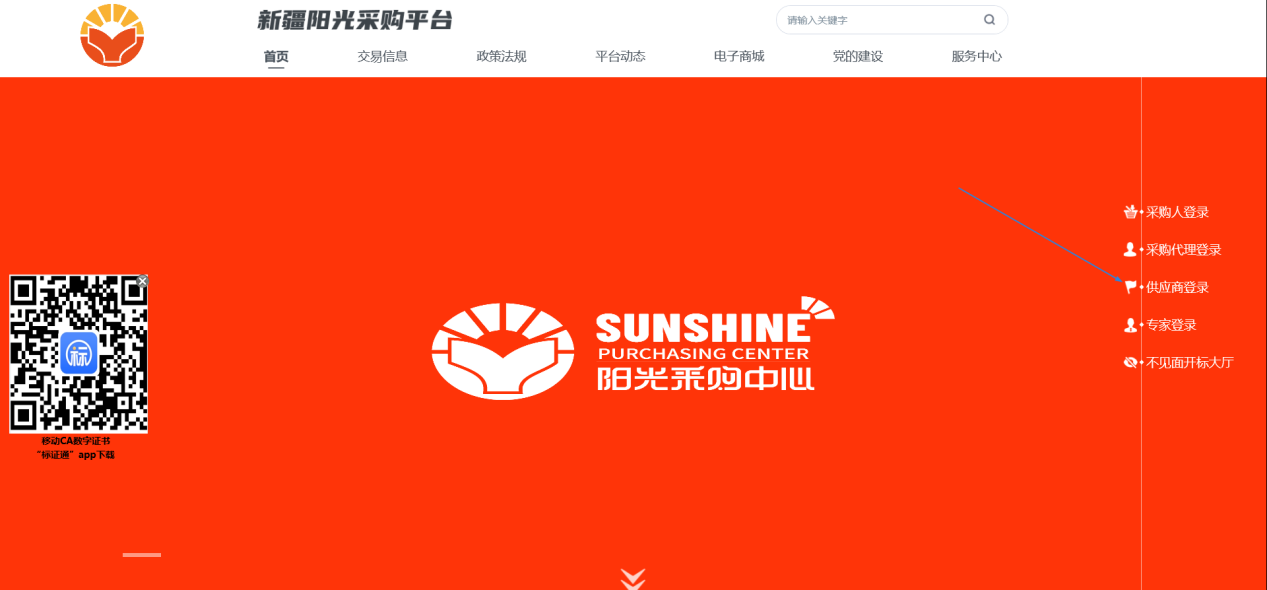 新疆阳光采购平台
请输入关键字
首页 交易信息 政策法规 平台动态 电子商城 党的建设 服务中心
采购人登录
采购代理登录
供应商登录
专家登录
不见面开标大厅
SUNSHINE
PURCHASING CENTER
阳光采购中心
标
移动CA数字证书
“标证通”app下载